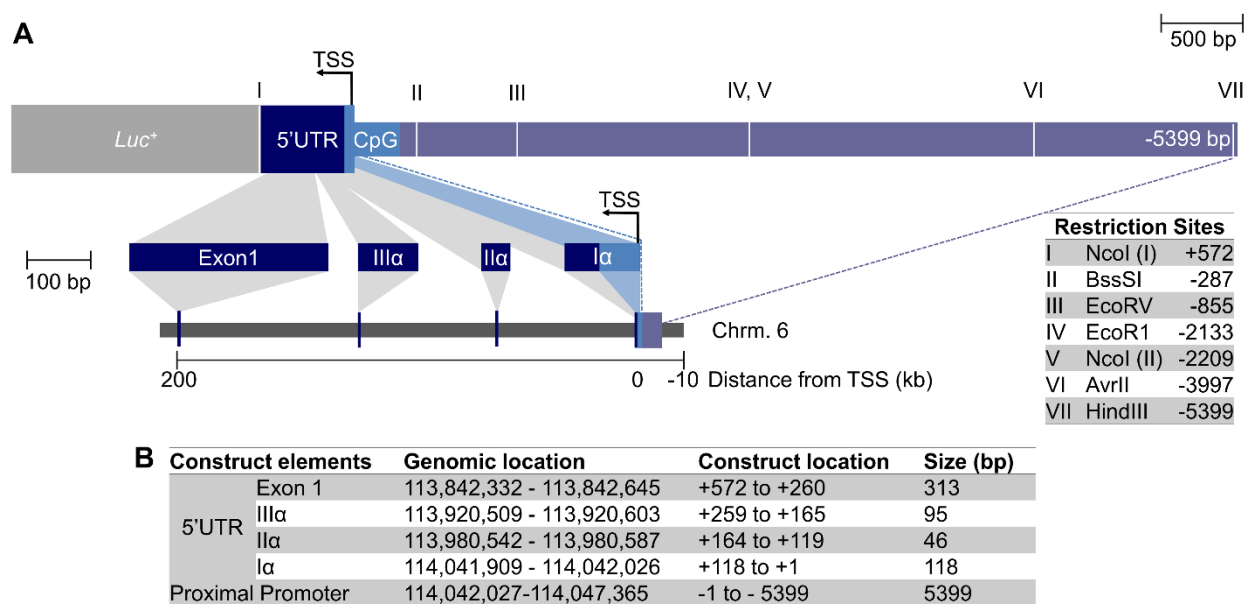 A
500 bp
TSS
I
II
III
IV, V
VI
VII
Luc⁺
5'UTR
CpG
-5399 bp
TSS
100 bp
Exon1
IIIα
IIα
Iα
Chrm. 6
200
0
-10
Distance from TSS (kb)
Restriction Sites
I NcoI (I) +572
II BssSI -287
III EcoRV -855
IV EcoR1 -2133
V NcoI (II) -2209
VI AvrII -3997
VII HindIII -5399
B
Construct elements Genomic location Construct location Size (bp)
5'UTR
Exon 1 113,842,332 - 113,842,645 +572 to +260 313
IIIα 113,920,509 - 113,920,603 +259 to +165 95
IIα 113,980,542 - 113,980,587 +164 to +119 46
Iα 114,041,909 - 114,042,026 +118 to +1 118
Proximal Promoter 114,042,027-114,047,365 -1 to - 5399 5399